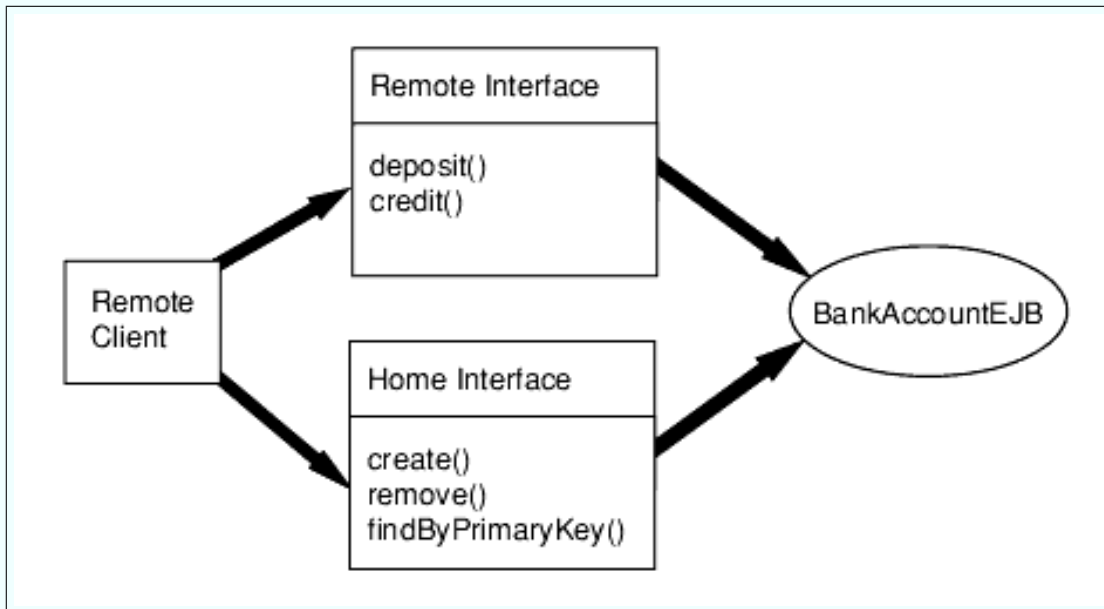 Remote Interface
deposit()
credit()
Remote
Client
BankAccountEJB
Home Interface
create()
remove()
findByPrimaryKey()